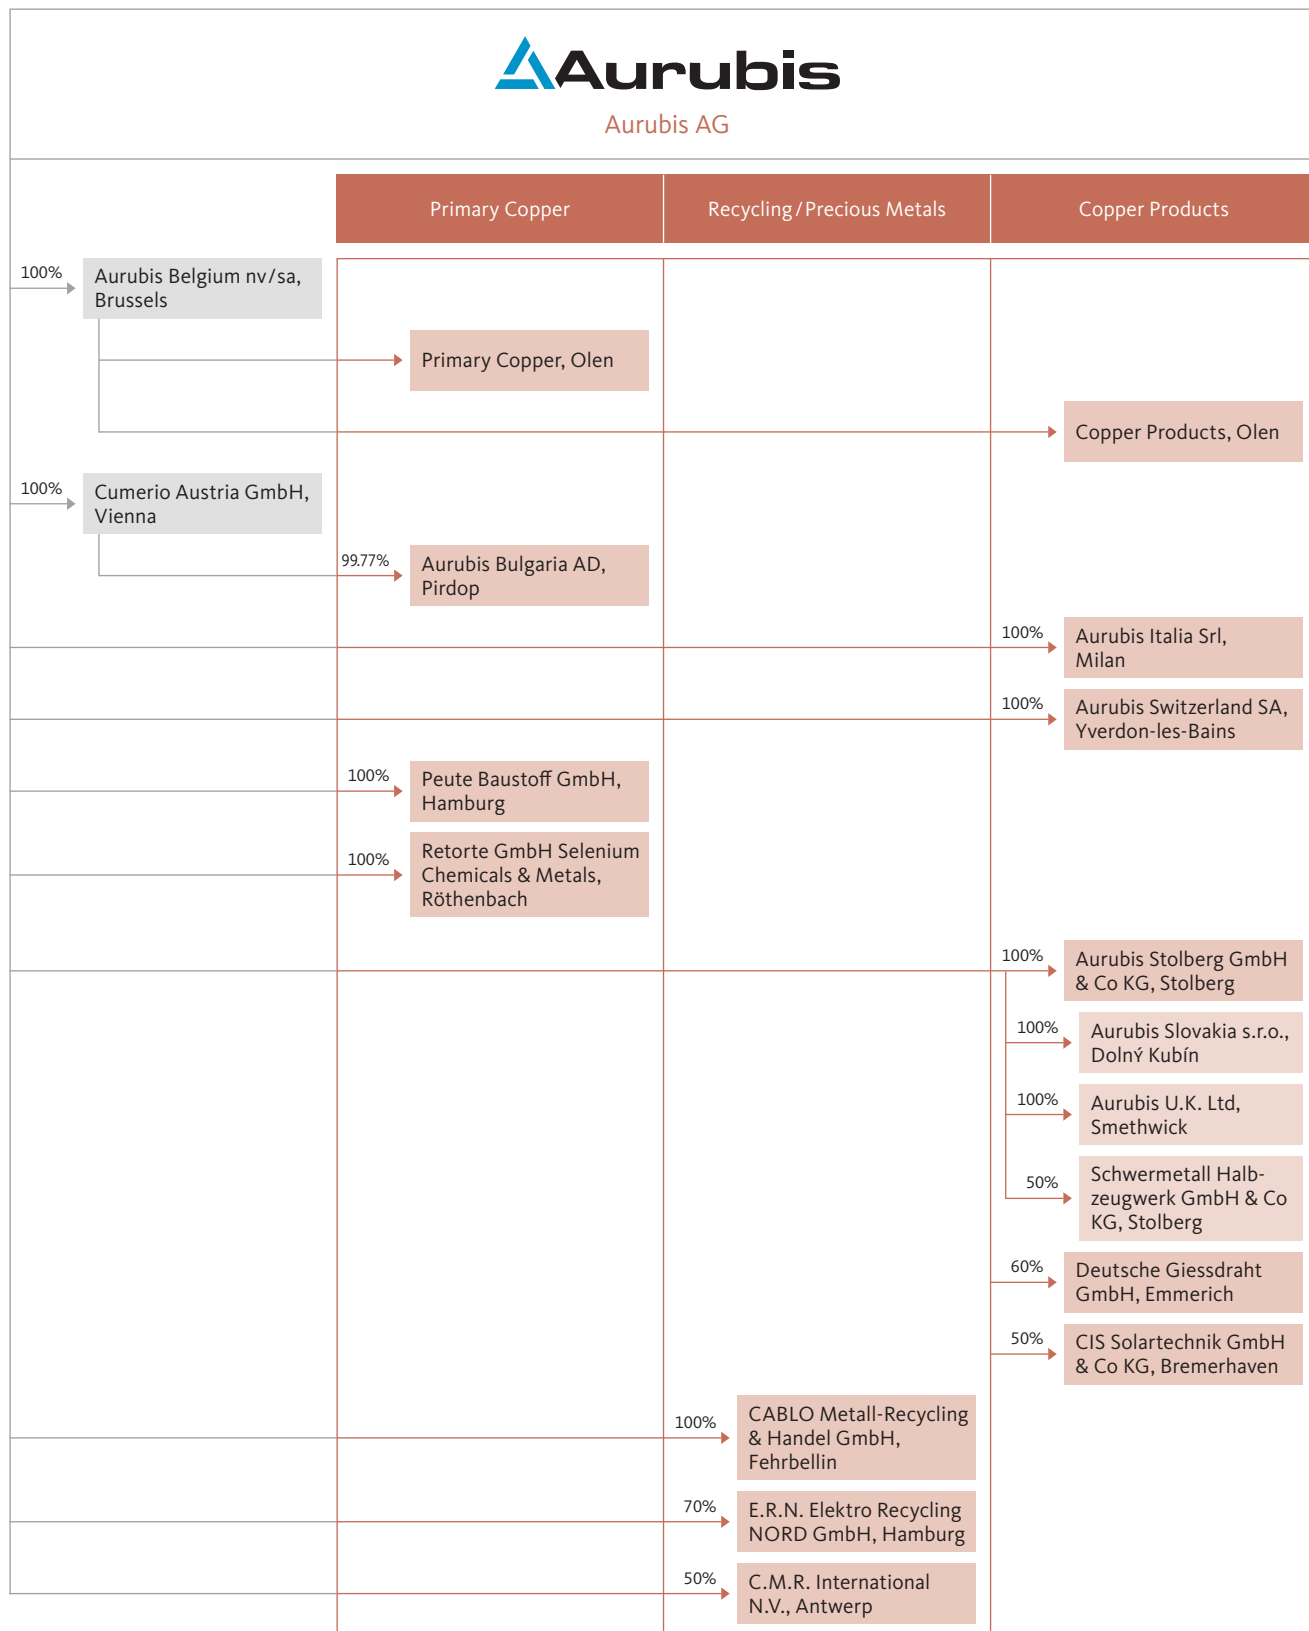 Aurubis
Aurubis AG
Primary Copper
Recycling / Precious Metals
Copper Products
100%
Aurubis Belgium nv/sa,
Brussels
Primary Copper, Olen
Copper Products, Olen
100%
Cumerio Austria GmbH,
Vienna
99.77%
Aurubis Bulgaria AD,
Pirdop
100%
Aurubis Italia Srl,
Milan
100%
Aurubis Switzerland SA,
Yverdon-les-Bains
100%
Peute Baustoff GmbH,
Hamburg
100%
Retorte GmbH Selenium
Chemicals & Metals,
Röthenbach
100%
Aurubis Stolberg GmbH
& Co KG, Stolberg
100%
Aurubis Slovakia s.r.o.,
Dolný Kubín
100%
Aurubis U.K. Ltd,
Smethwick
50%
Schwermetall Halb-
zeugwerk GmbH & Co
KG, Stolberg
60%
Deutsche Giessdraht
GmbH, Emmerich
50%
CIS Solartechnik GmbH
& Co KG, Bremerhaven
100%
CABLO Metall-Recycling
& Handel GmbH,
Fehrbellin
70%
E.R.N. Elektro Recycling
NORD GmbH, Hamburg
50%
C.M.R. International
N.V., Antwerp